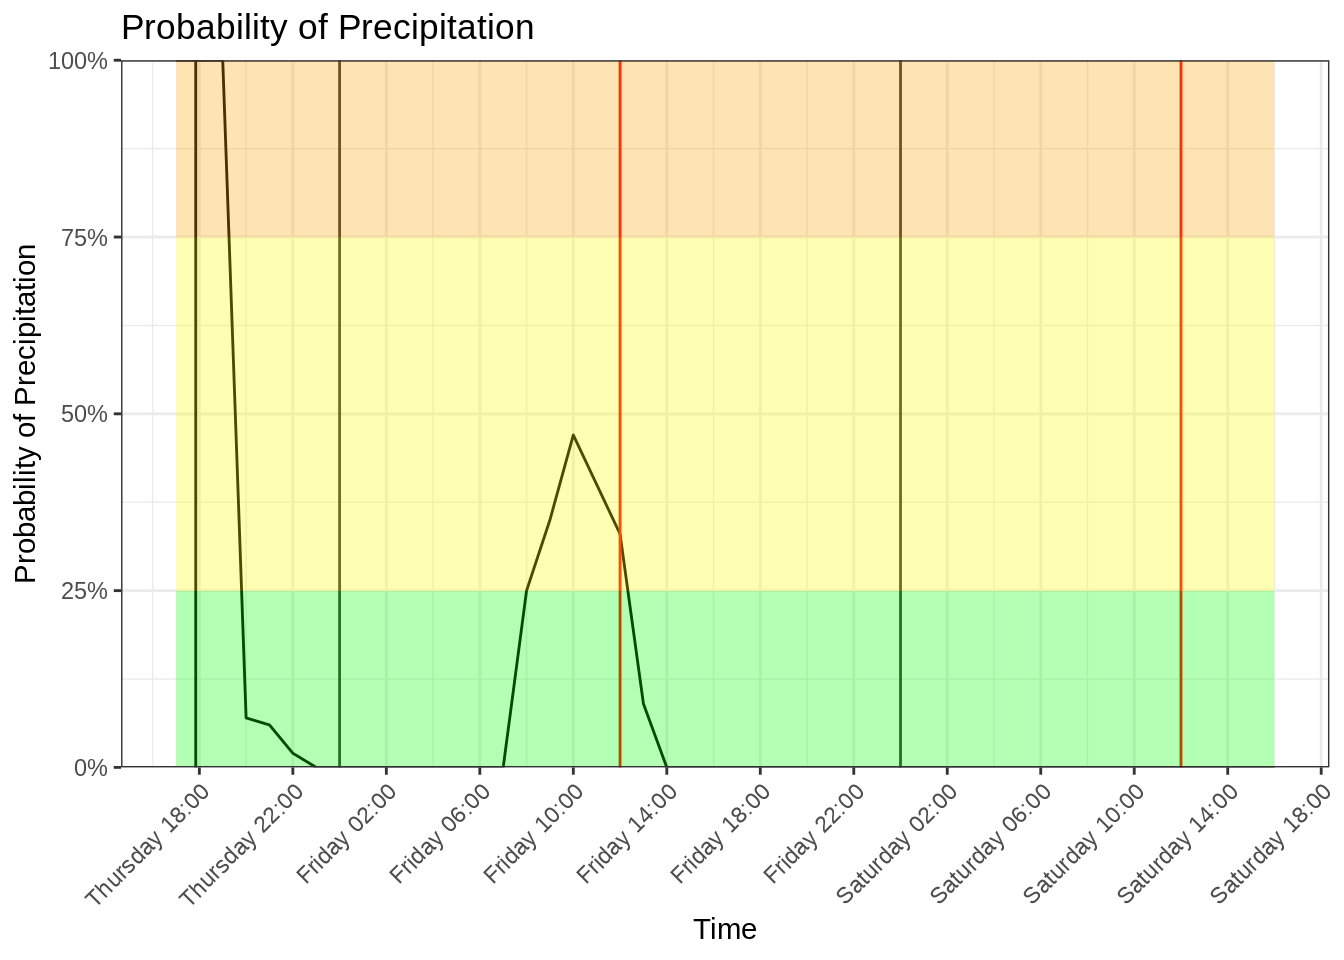 Probability of Precipitation
Probability of Precipitation
100%
75%
50%
25%
0%
Thursday 18:00
Thursday 22:00
Friday 02:00
Friday 06:00
Friday 10:00
Friday 14:00
Friday 18:00
Friday 22:00
Saturday 02:00
Saturday 06:00
Saturday 10:00
Saturday 14:00
Saturday 18:00
Time